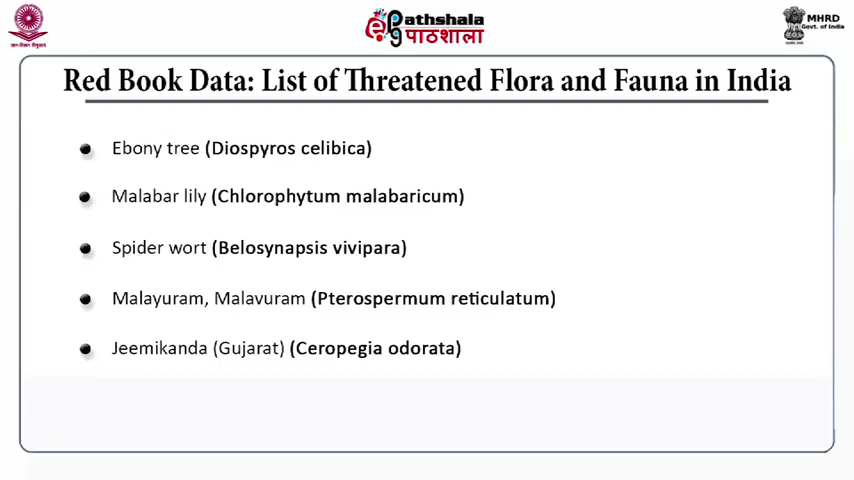 Pathshala
पाठशाला
MHRD
Govt. of India
Red Book Data: List of Threatened Flora and Fauna in India
Ebony tree (Diospyros celibica)
Malabar lily (Chlorophytum malabaricum)
Spider wort (Belosynapsis vivipara)
Malayuram, Malavuram (Pterospermum reticulatum)
Jeemikanda (Gujarat) (Ceropegia odorata)